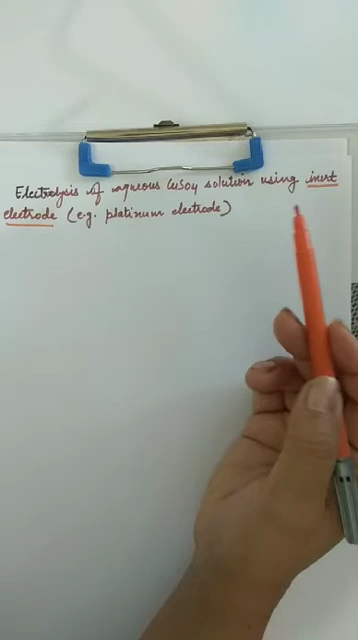 Electrolysis of aqueous CuSO4 solution using inert
electrode (e.g. platinum electrode)